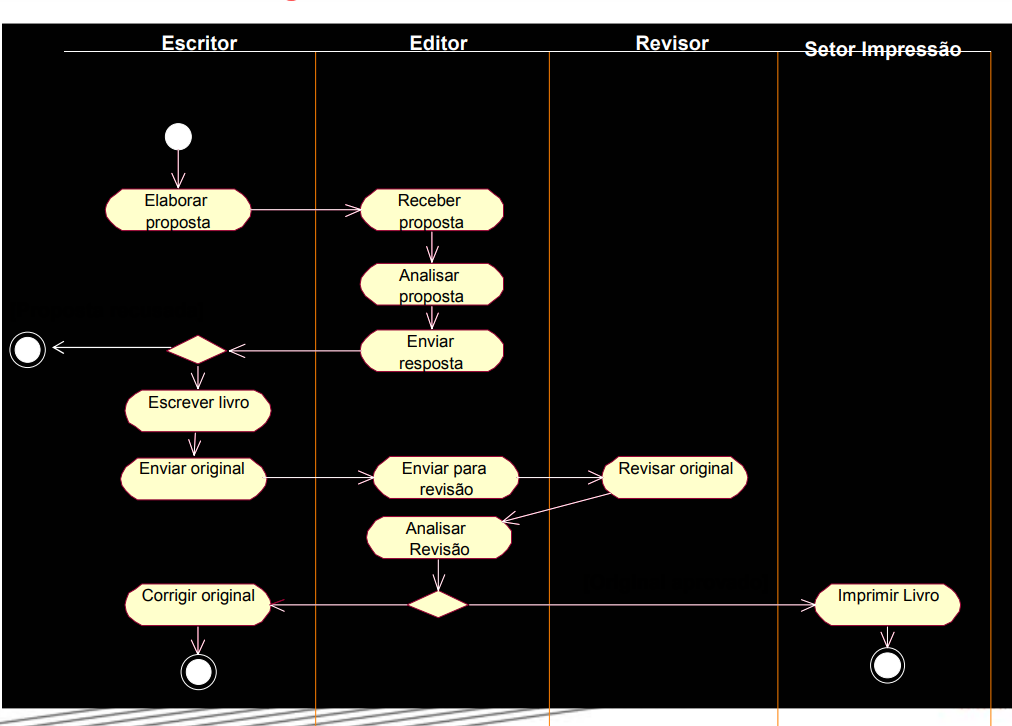 Escritor
Editor
Revisor
Setor Impressão
Elaborar
proposta
Receber
proposta
Analisar
proposta
Enviar
resposta
Escrever livro
Enviar original
Enviar para
revisão
Revisar original
Analisar
Revisão
Corrigir original
Imprimir Livro